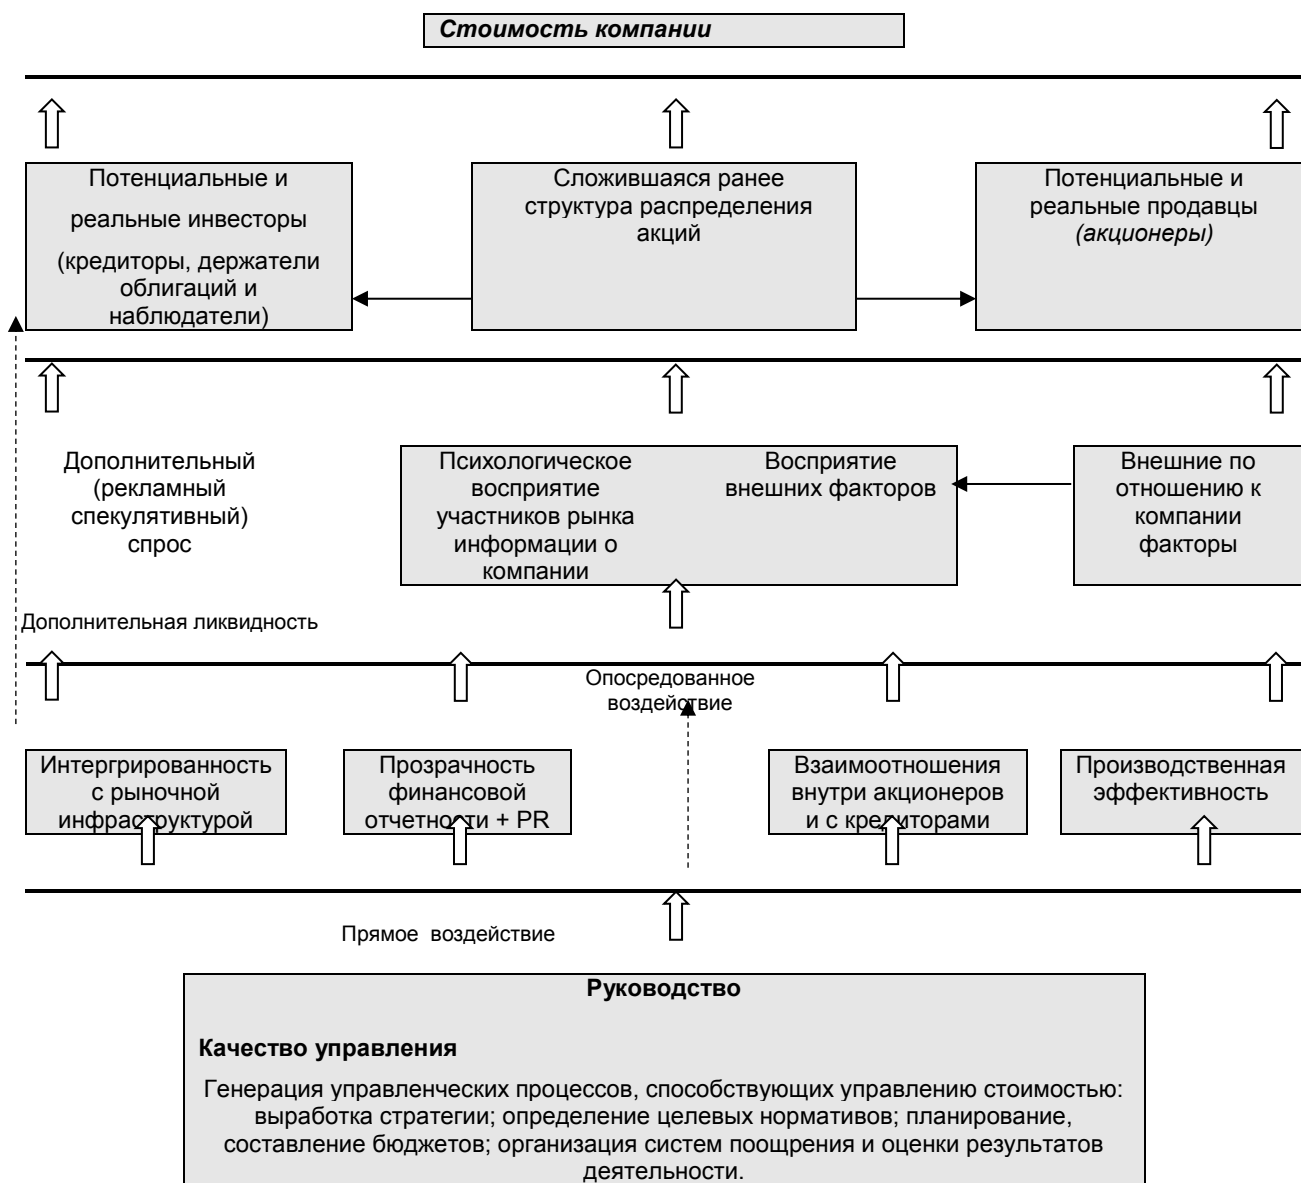 Стоимость компании
Потенциальные и
реальные инвесторы
(кредиторы, держатели
облигаций и
наблюдатели)
Сложившаяся ранее
структура распределения
акций
Потенциальные и
реальные продавцы
(акционеры)
Дополнительный
(рекламный
спекулятивный)
спрос
Психологическое
восприятие
участников рынка
информации о
компании
Восприятие
внешних факторов
Внешние по
отношению к
компании
факторы
Дополнительная ликвидность
Опосредованное
воздействие
Интергрированность
с рыночной
инфраструктурой
Прозрачность
финансовой
отчетности + PR
Взаимоотношения
внутри акционеров
и с кредиторами
Производственная
эффективность
Прямое воздействие
Руководство
Качество управления
Генерация управленческих процессов, способствующих управлению стоимостью:
выработка стратегии; определение целевых нормативов; планирование,
составление бюджетов; организация систем поощрения и оценки результатов
деятельности.